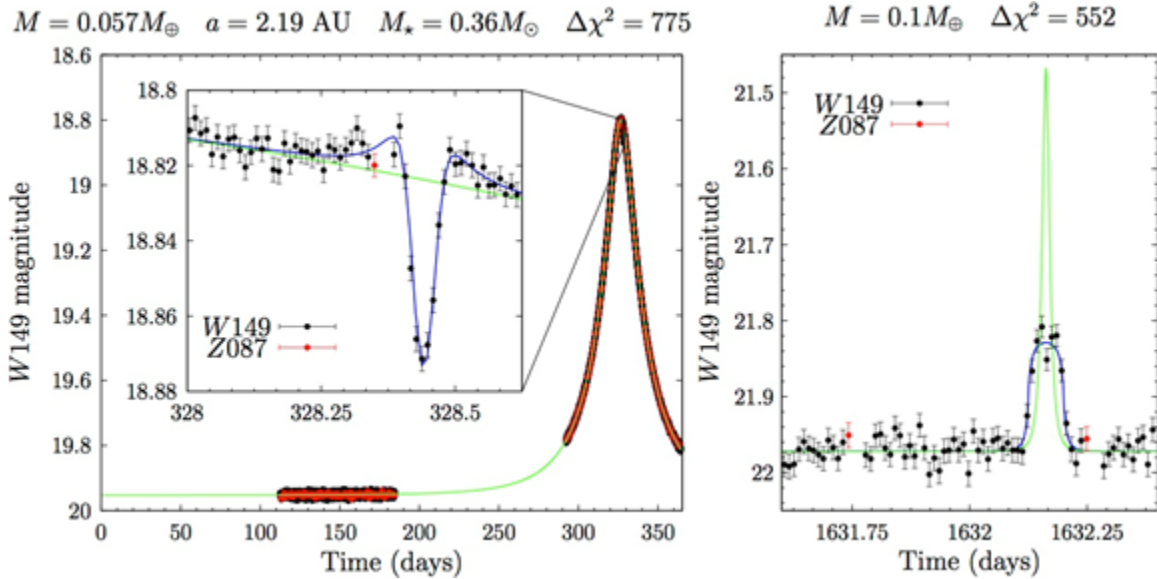 M = 0.057M⊕ a = 2.19 AU M⋆ = 0.36M⊙ Δχ² = 775
18.6
18.8
19
19.2
19.4
19.6
19.8
20
W149 magnitude
0 50 100 150 200 250 300 350
Time (days)
18.8
18.82
18.84
18.86
18.88
328 328.25 328.5
W149
Z087
M = 0.1M⊕ Δχ² = 552
21.5
21.6
21.7
21.8
21.9
22
W149 magnitude
W149
Z087
1631.75 1632 1632.25
Time (days)